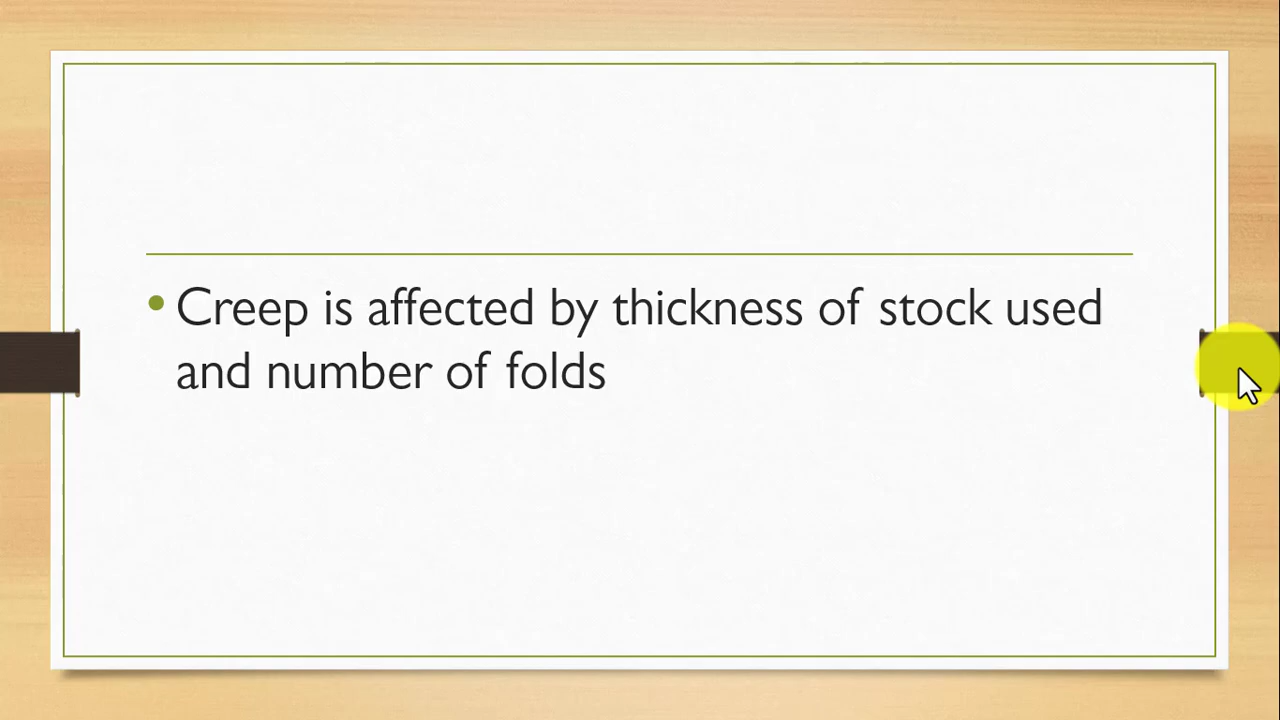 • Creep is affected by thickness of stock used
and number of folds